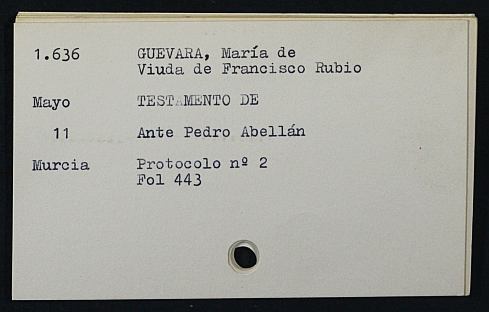 1.636 GUEVARA, María de
Viuda de Francisco Rubio
Mayo TESTAMENTO DE
11 Ante Pedro Abellán
Murcia Protocolo nº 2
Fol 443